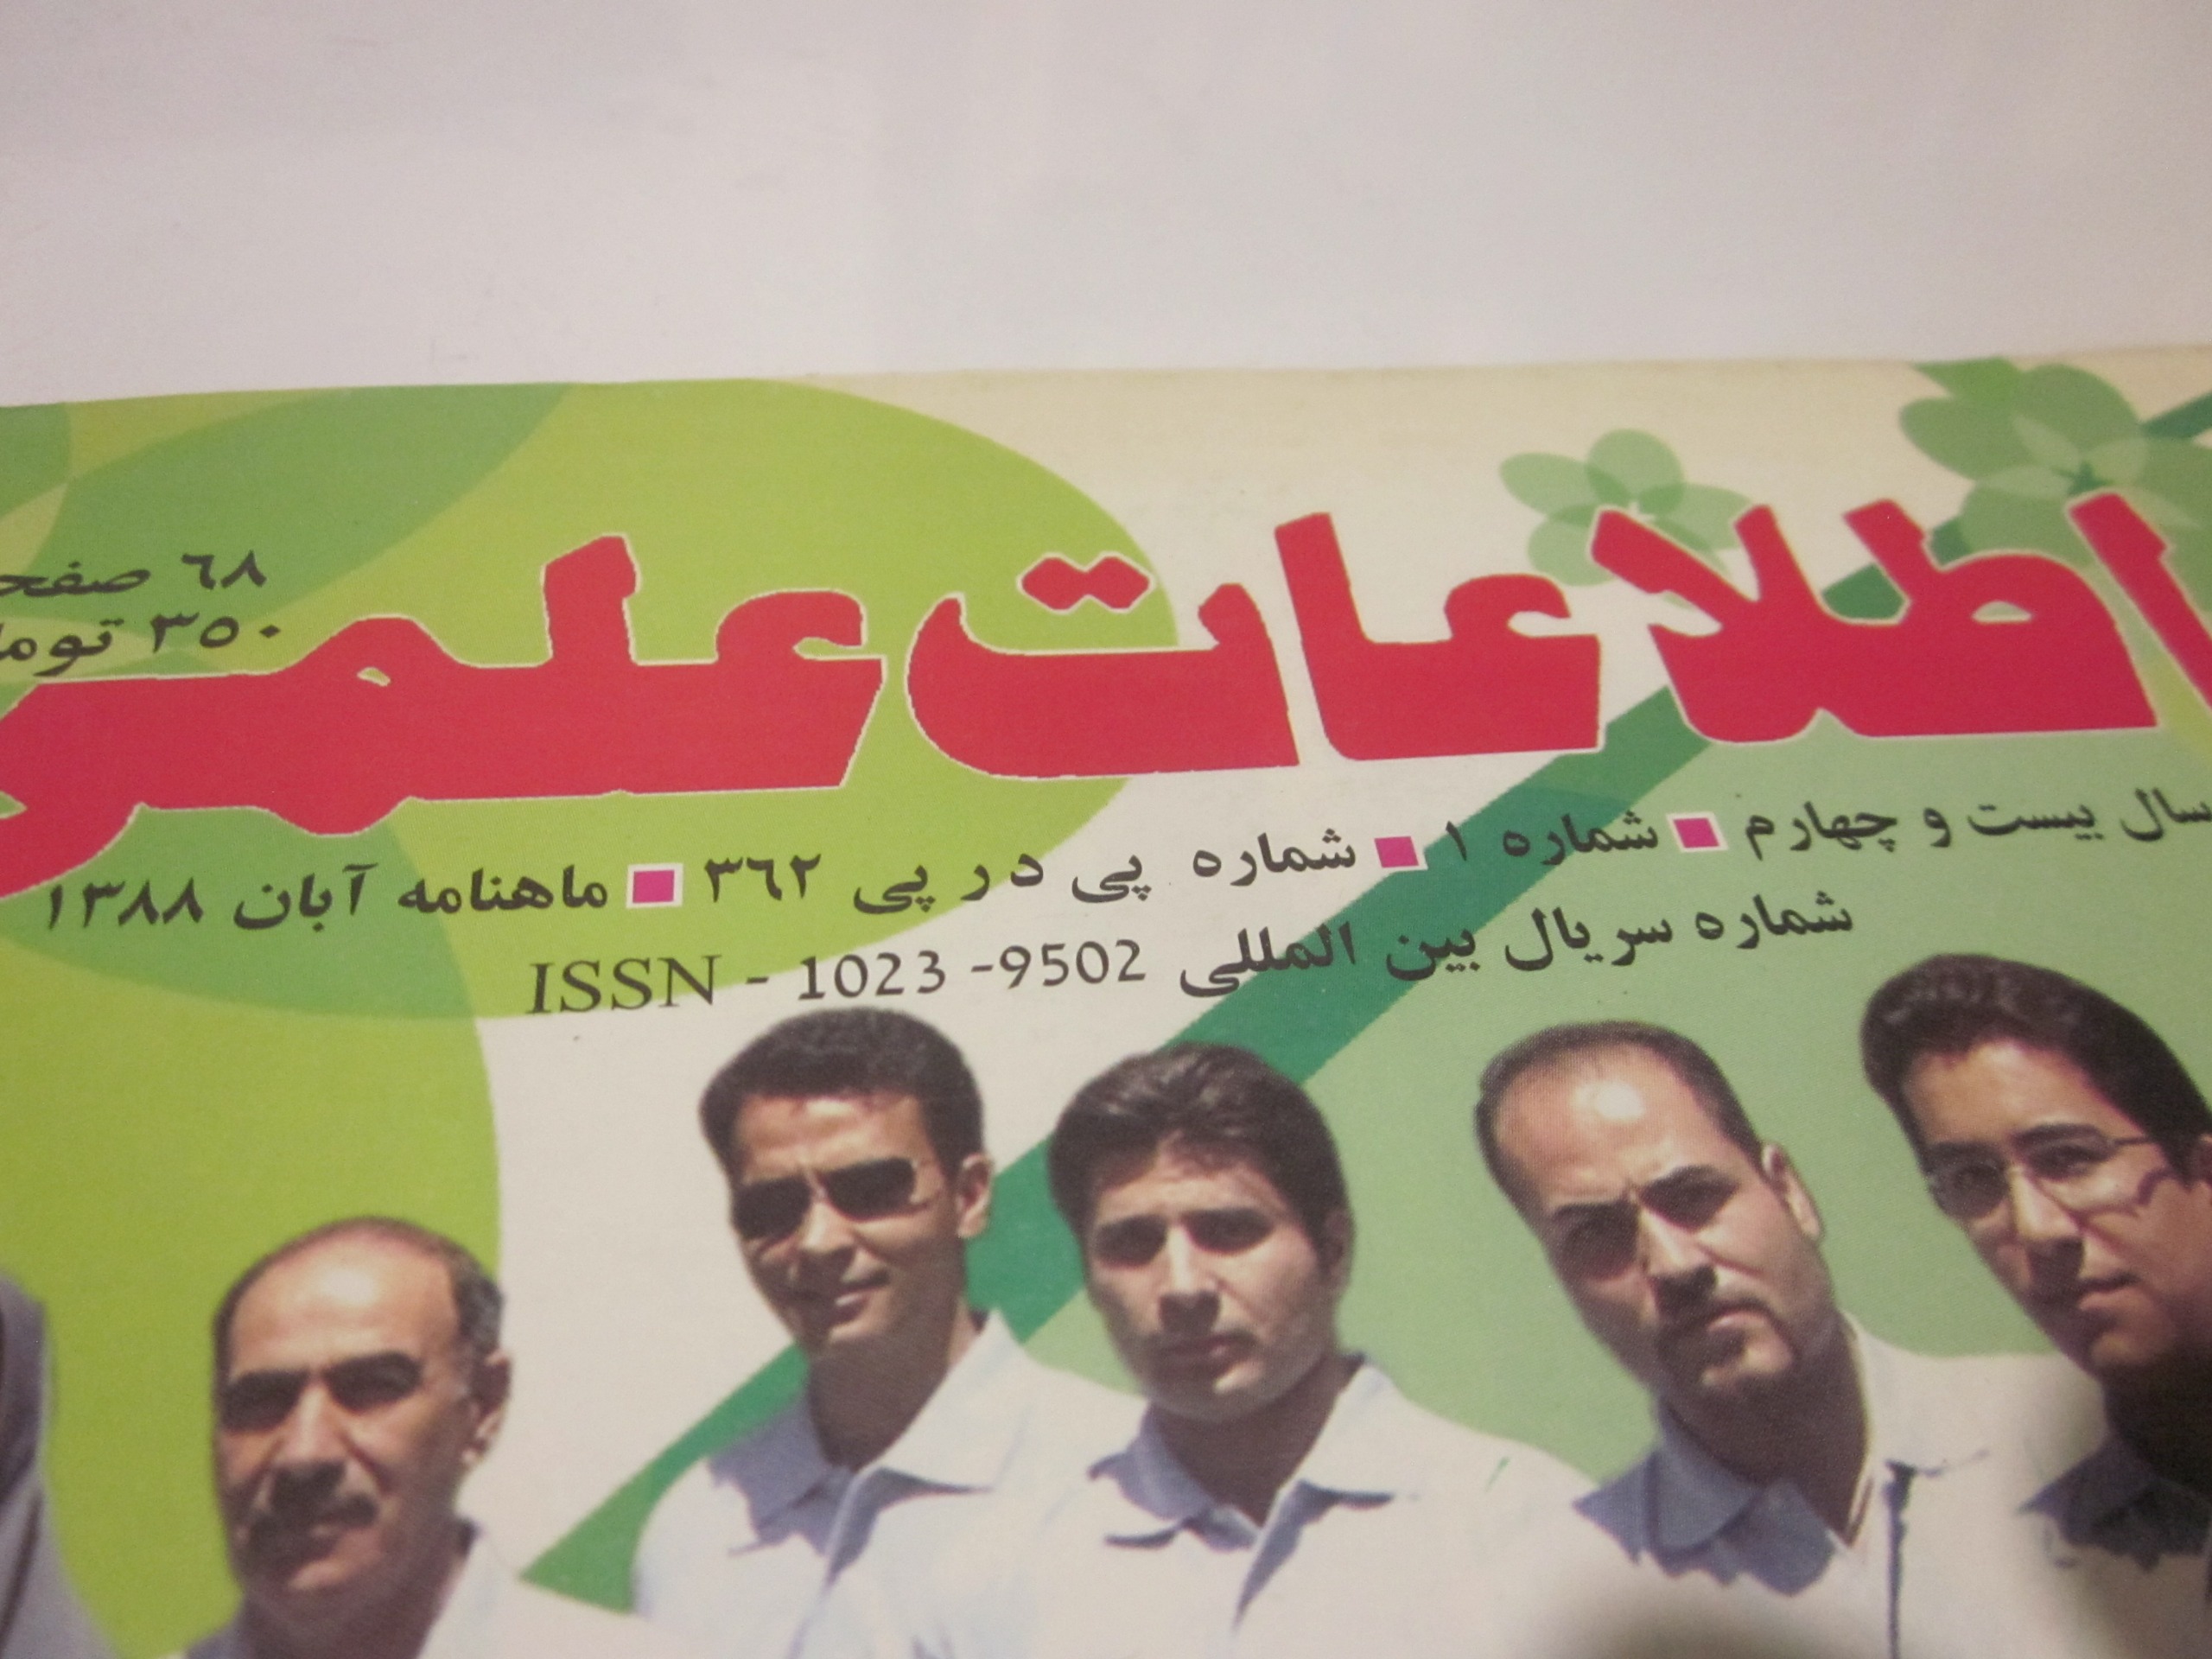 اطلاعات علمی
۶۸ صفح
۳۵۰ توما
سال بیست و چهارم ■ شماره ۱ ■ شماره پی در پی ۳۶۲ ■ ماهنامه آبان ۱۳۸۸
شماره سریال بین المللی ISSN - 1023 -9502